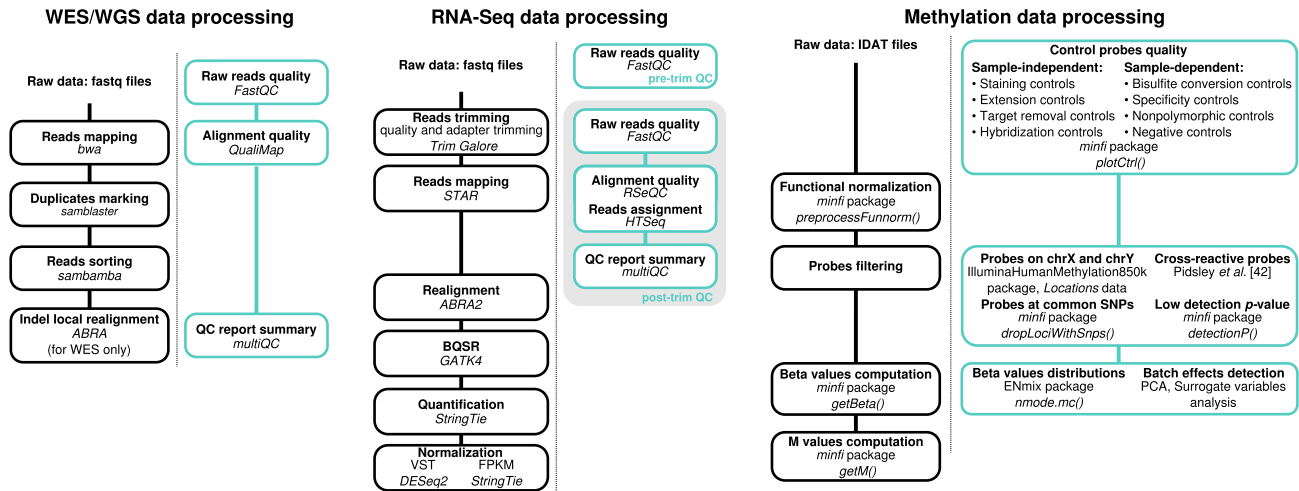 WES/WGS data processing
Raw data: fastq files
Reads mapping
bwa
Duplicates marking
samblaster
Reads sorting
sambamba
Indel local realignment
ABRA
(for WES only)
Raw reads quality
FastQC
Alignment quality
QualiMap
QC report summary
multiQC
RNA-Seq data processing
Raw data: fastq files
Reads trimming
quality and adapter trimming
Trim Galore
Reads mapping
STAR
Realignment
ABRA2
BQSR
GATK4
Quantification
StringTie
Normalization
VST FPKM
DESeq2 StringTie
Raw reads quality
FastQC
pre-trim QC
Raw reads quality
FastQC
Alignment quality
RSeQC
Reads assignment
HTSeq
QC report summary
multiQC
post-trim QC
Methylation data processing
Raw data: IDAT files
Functional normalization
minfi package
preprocessFunnorm()
Probes filtering
Beta values computation
minfi package
getBeta()
M values computation
minfi package
getM()
Control probes quality
Sample-independent:
• Staining controls
• Extension controls
• Target removal controls
• Hybridization controls
Sample-dependent:
• Bisulfite conversion controls
• Specificity controls
• Nonpolymorphic controls
• Negative controls
minfi package
plotCtrl()
Probes on chrX and chrY
IlluminaHumanMethylation850k
package, Locations data
Cross-reactive probes
Pidsley et al. [42]
Probes at common SNPs
minfi package
dropLociWithSnps()
Low detection p-value
minfi package
detectionP()
Beta values distributions
ENmix package
nmode.mc()
Batch effects detection
PCA, Surrogate variables
analysis